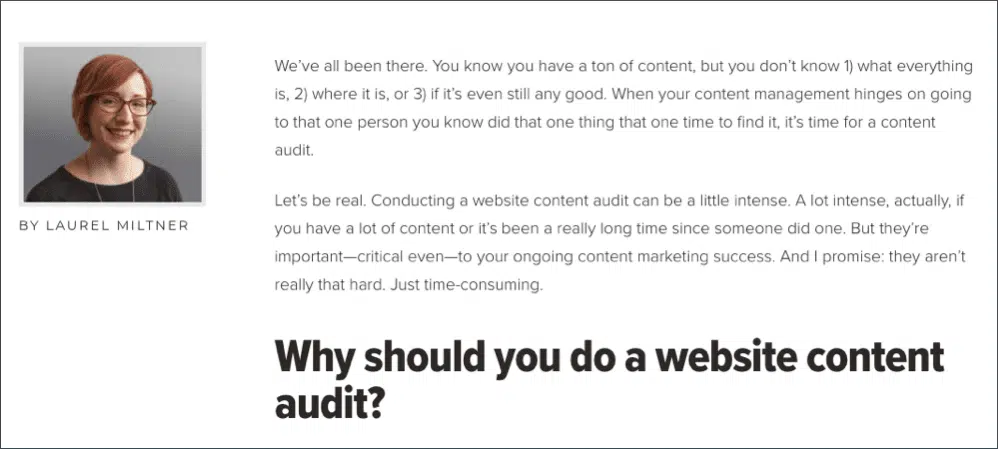 BY LAUREL MILTNER
We’ve all been there. You know you have a ton of content, but you don’t know 1) what everything
is, 2) where it is, or 3) if it’s even still any good. When your content management hinges on going
to that one person you know did that one thing that one time to find it, it’s time for a content
audit.
Let’s be real. Conducting a website content audit can be a little intense. A lot intense, actually, if
you have a lot of content or it’s been a really long time since someone did one. But they’re
important—critical even—to your ongoing content marketing success. And I promise: they aren’t
really that hard. Just time-consuming.
Why should you do a website content
audit?